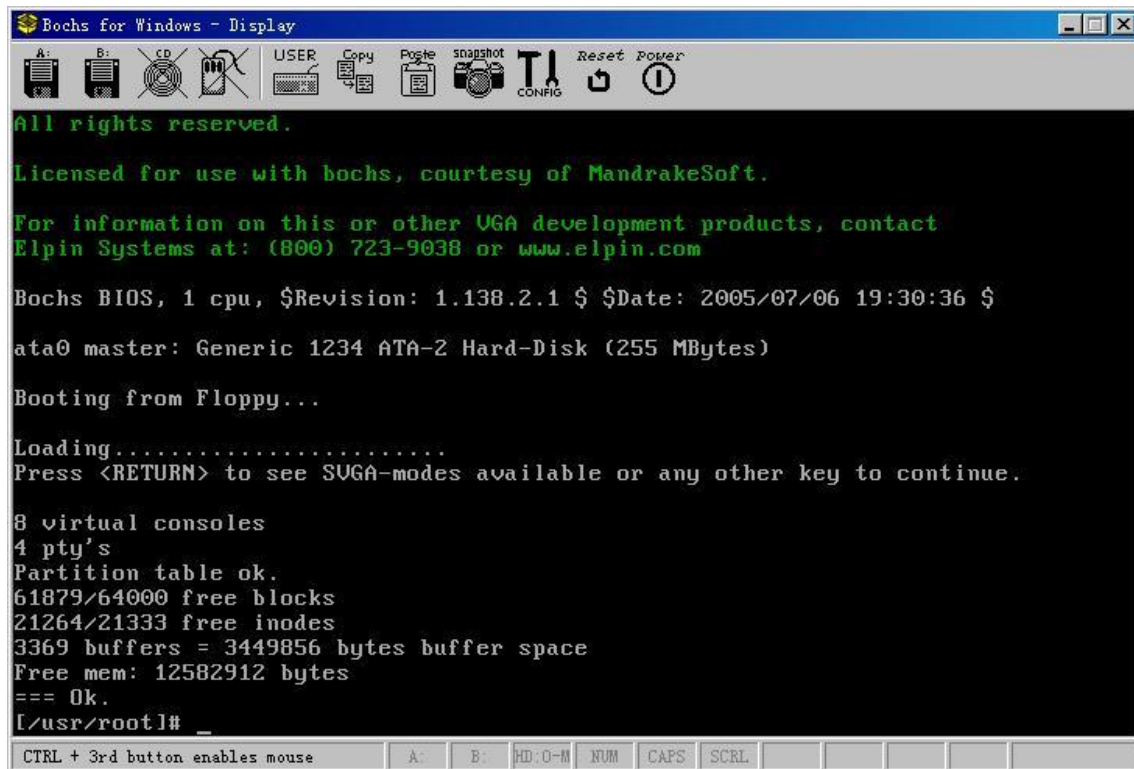 Bochs for Windows - Display
A: B: CD USER Copy Paste snapshot CONFIG Reset Power
All rights reserved.
Licensed for use with bochs, courtesy of MandrakeSoft.
For information on this or other VGA development products, contact
Elpin Systems at: (800) 723-9038 or www.elpin.com
Bochs BIOS, 1 cpu, $Revision: 1.138.2.1 $ $Date: 2005/07/06 19:30:36 $
ata0 master: Generic 1234 ATA-2 Hard-Disk (255 MBytes)
Booting from Floppy...
Loading........................
Press <RETURN> to see SVGA-modes available or any other key to continue.
8 virtual consoles
4 pty's
Partition table ok.
61879/64000 free blocks
21264/21333 free inodes
3369 buffers = 3449856 bytes buffer space
Free mem: 12582912 bytes
=== Ok.
[/usr/root]# _
CTRL + 3rd button enables mouse A: B: HD:0-M NUM CAPS SCRL